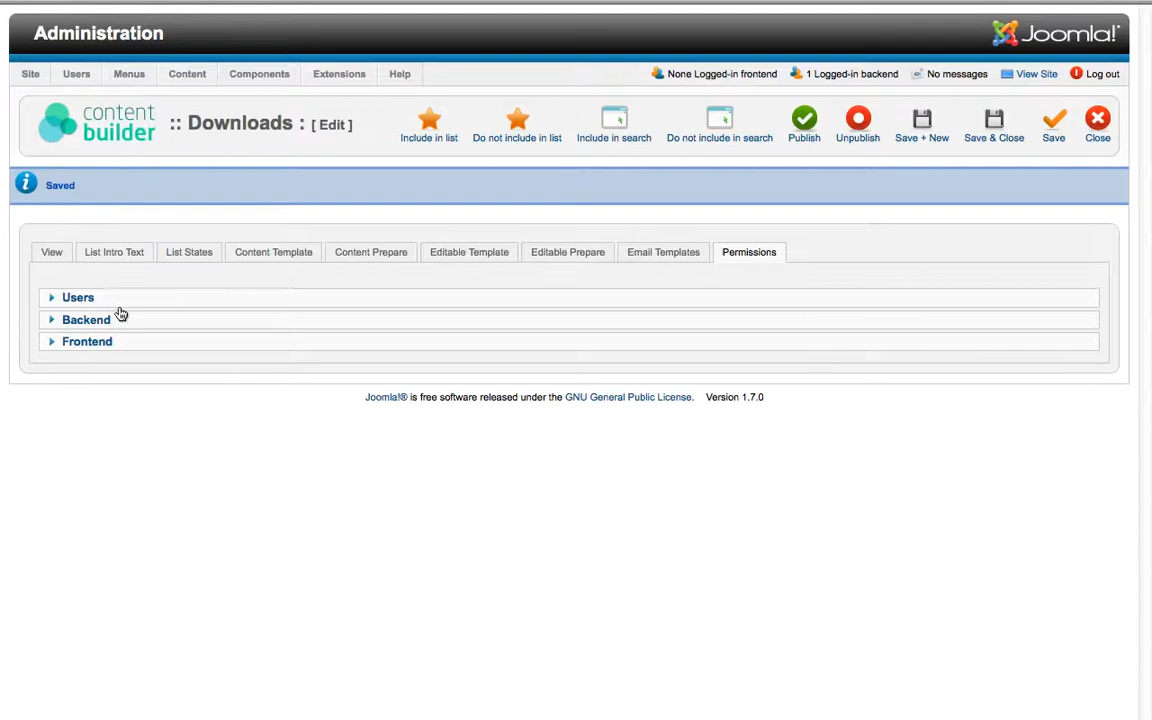 Administration
Joomla!®
Site Users Menus Content Components Extensions Help
None Logged-in frontend 1 Logged-in backend No messages View Site Log out
content builder :: Downloads : [ Edit ]
Include in list Do not include in list Include in search Do not include in search Publish Unpublish Save + New Save & Close Save Close
Saved
View List Intro Text List States Content Template Content Prepare Editable Template Editable Prepare Email Templates Permissions
Users
Backend
Frontend
Joomla!® is free software released under the GNU General Public License. Version 1.7.0